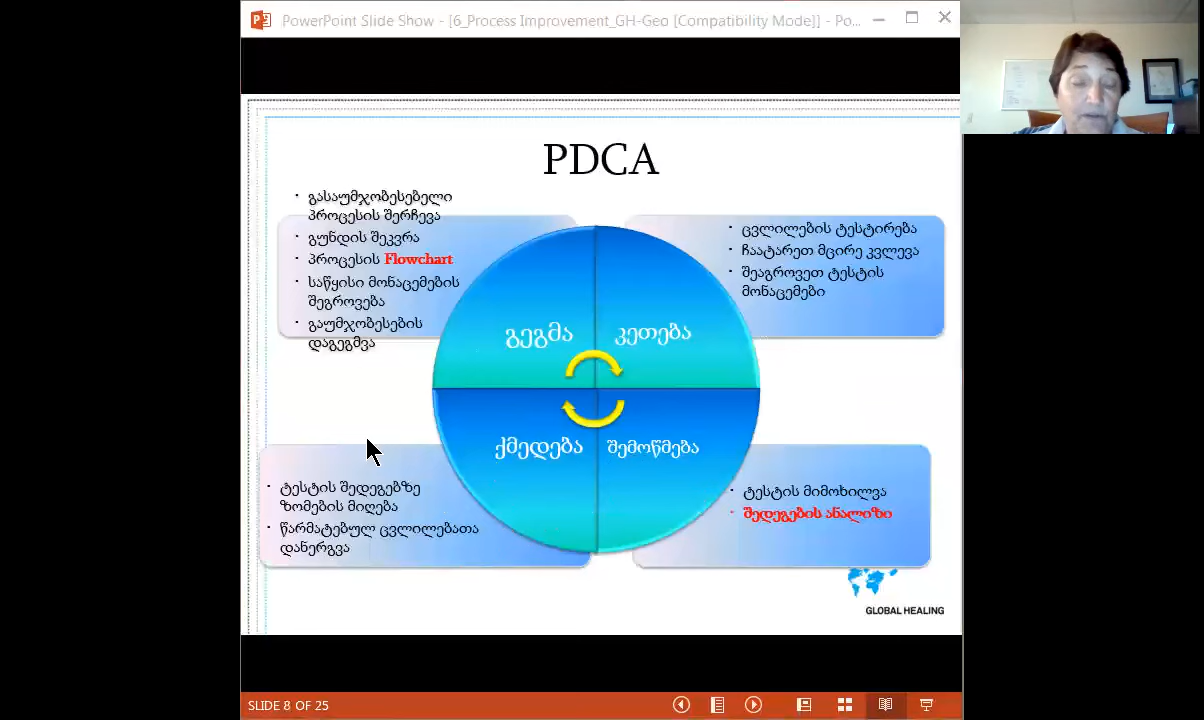 PowerPoint Slide Show - [6_Process Improvement_GH-Geo [Compatibility Mode]] - Po...
PDCA
· გასაუმჯობესებელი
პროცესის შერჩევა
· გუნდის შეკვრა
· პროცესის Flowchart
· საწყისი მონაცემების
შეგროვება
· გაუმჯობესების
დაგეგმვა
· ცვლილების ტესტირება
· ჩაატარეთ მცირე კვლევა
· შეაგროვეთ ტესტის
მონაცემები
გეგმა
კეთება
ქმედება
შემოწმება
· ტესტის შედეგებზე
ზომების მიღება
· წარმატებულ ცვლილებათა
დანერგვა
· ტესტის მიმოხილვა
· შედეგების ანალიზი
GLOBAL HEALING
SLIDE 8 OF 25